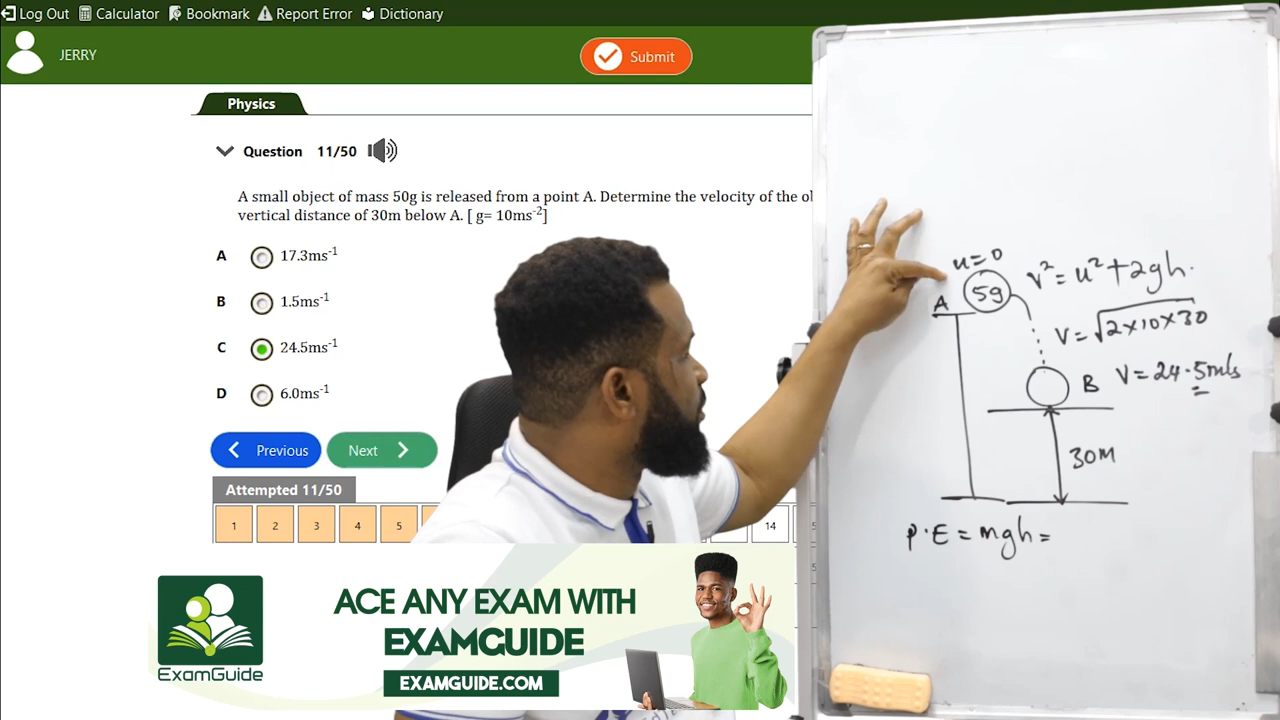 Log Out Calculator Bookmark Report Error Dictionary
JERRY
Submit
Physics
Question 11/50
A small object of mass 50g is released from a point A. Determine the velocity of the o
vertical distance of 30m below A. [ g= 10ms⁻²]
A 17.3ms⁻¹
B 1.5ms⁻¹
C 24.5ms⁻¹
D 6.0ms⁻¹
Previous Next
Attempted 11/50
1 2 3 4 5 14
ExamGuide
ACE ANY EXAM WITH
EXAMGUIDE
EXAMGUIDE.COM
u=0
A 5g V²=u²+2gh.
V=√2×10×30
B V=24.5m/s
30M
P.E=mgh=